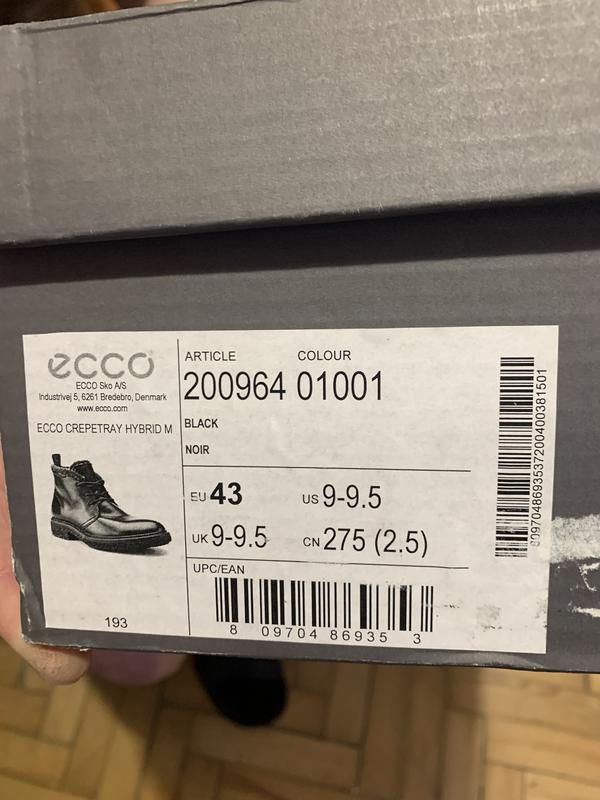 ecco
ECCO Sko A/S
Industrivej 5, 6261 Bredebro, Denmark
www.ecco.com
ECCO CREPETRAY HYBRID M
193
ARTICLE COLOUR
200964 01001
BLACK
NOIR
EU 43 US 9-9.5
UK 9-9.5 CN 275 (2.5)
UPC/EAN
8 09704 86935 3
8097048693537200400381501